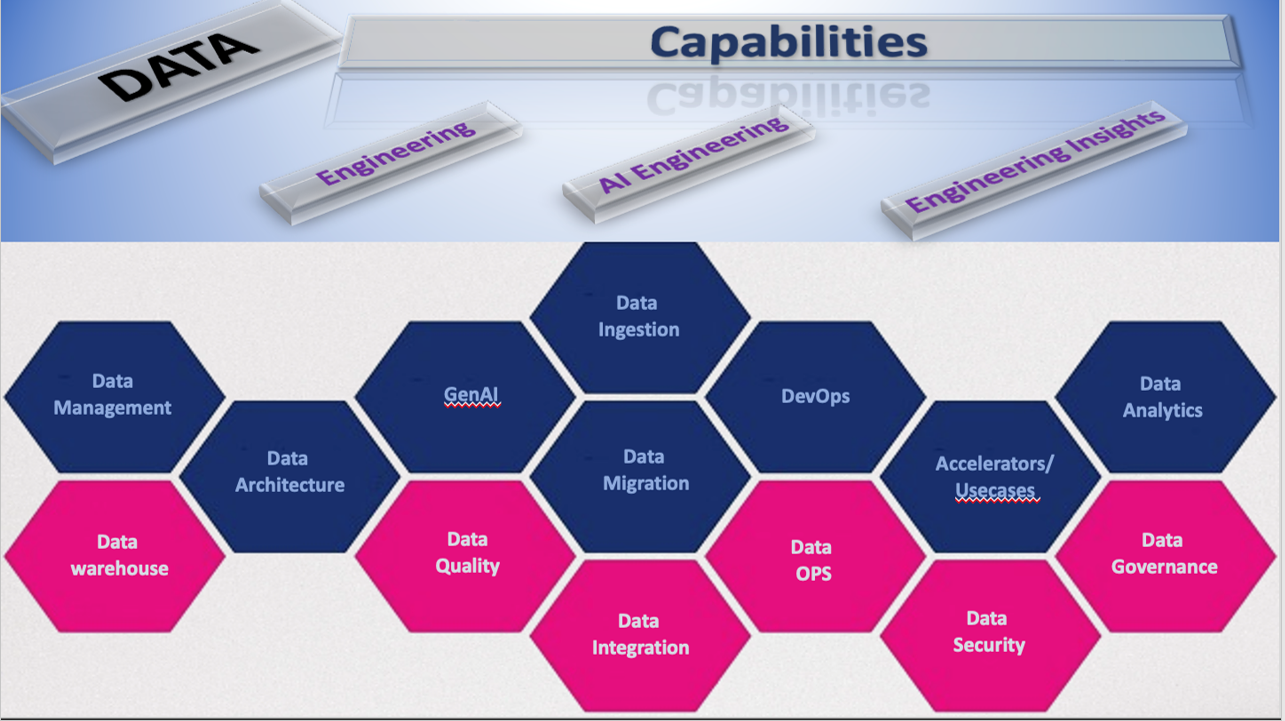 DATA
Capabilities
Engineering
AI Engineering
Engineering Insights
Data
Ingestion
Data
Management
GenAI
DevOps
Data
Analytics
Data
Architecture
Data
Migration
Accelerators/
Usecases
Data
warehouse
Data
Quality
Data
OPS
Data
Governance
Data
Integration
Data
Security